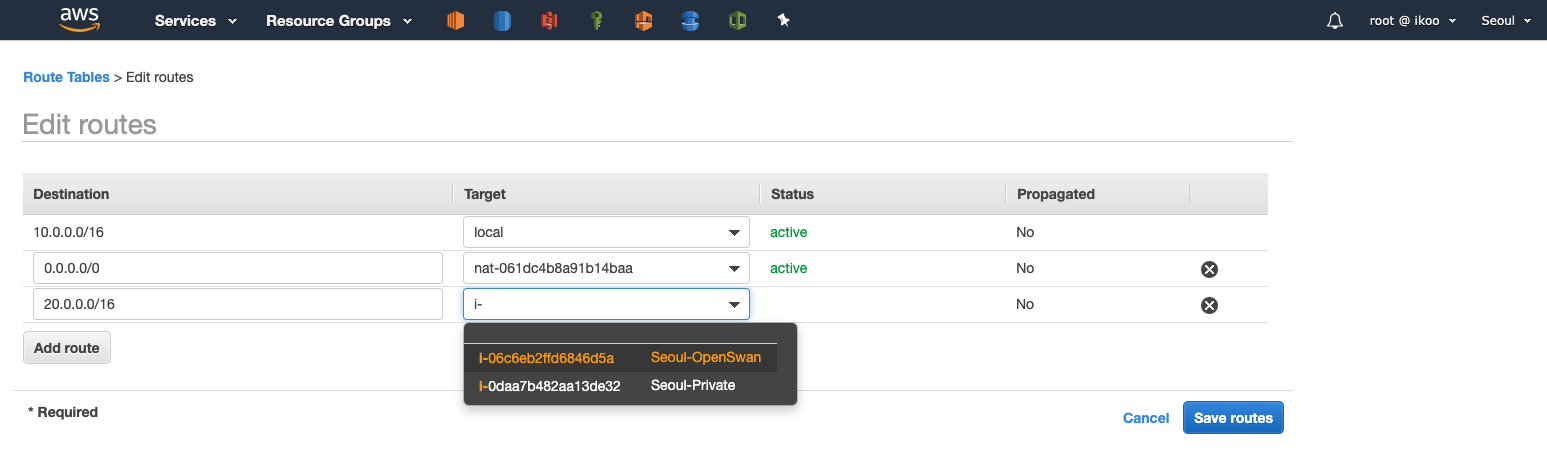 aws Services Resource Groups root @ ikoo Seoul
Route Tables > Edit routes
Edit routes
Destination Target Status Propagated
10.0.0.0/16 local active No
0.0.0.0/0 nat-061dc4b8a91b14baa active No
20.0.0.0/16 i- No
i-06c6eb2ffd6846d5a Seoul-OpenSwan
i-0daa7b482aa13de32 Seoul-Private
Add route
* Required
Cancel Save routes